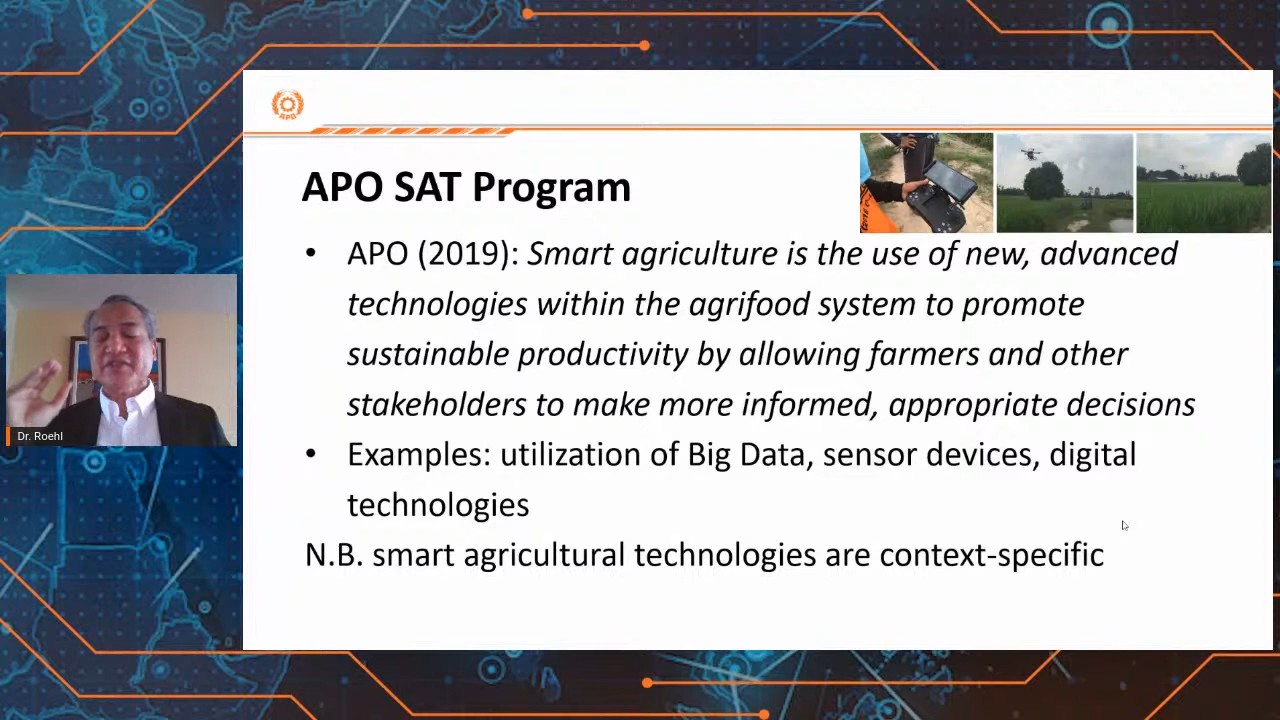 APO
APO SAT Program
• APO (2019): Smart agriculture is the use of new, advanced
technologies within the agrifood system to promote
sustainable productivity by allowing farmers and other
stakeholders to make more informed, appropriate decisions
• Examples: utilization of Big Data, sensor devices, digital
technologies
N.B. smart agricultural technologies are context-specific
Dr. Roehl